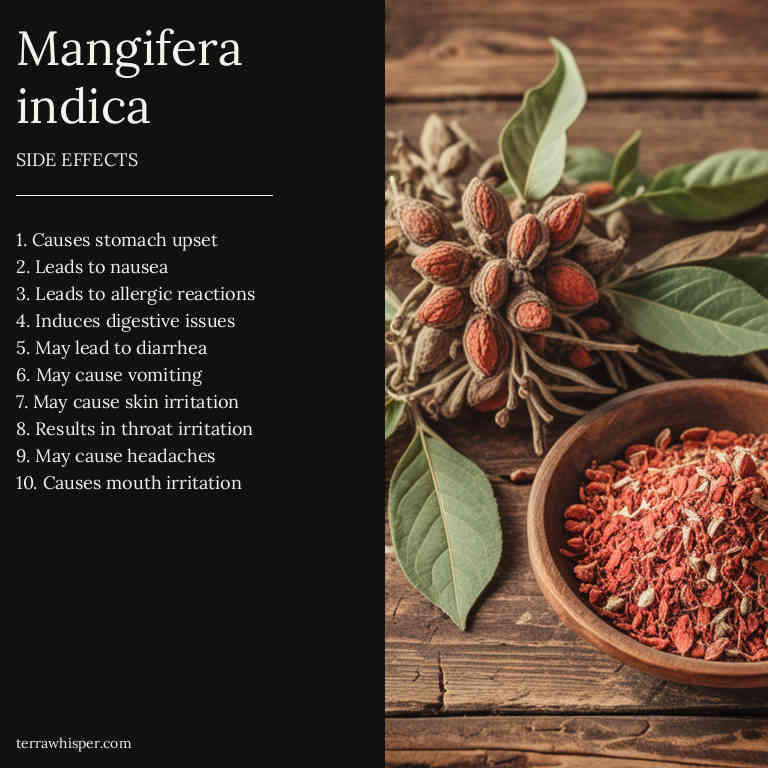 Mangifera
indica
SIDE EFFECTS
1. Causes stomach upset
2. Leads to nausea
3. Leads to allergic reactions
4. Induces digestive issues
5. May lead to diarrhea
6. May cause vomiting
7. May cause skin irritation
8. Results in throat irritation
9. May cause headaches
10. Causes mouth irritation
terrawhisper.com